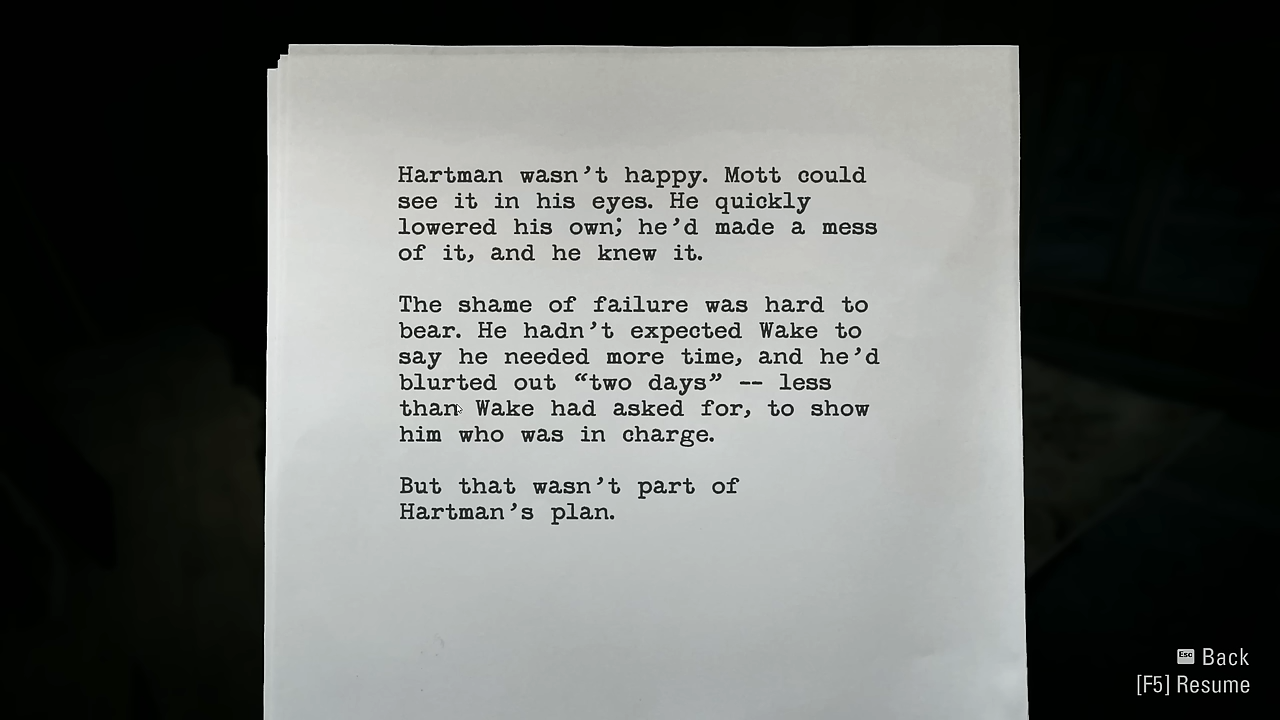 Hartman wasn’t happy. Mott could
see it in his eyes. He quickly
lowered his own; he’d made a mess
of it, and he knew it.
The shame of failure was hard to
bear. He hadn’t expected Wake to
say he needed more time, and he’d
blurted out “two days” -- less
than Wake had asked for, to show
him who was in charge.
But that wasn’t part of
Hartman’s plan.
Esc Back
[F5] Resume